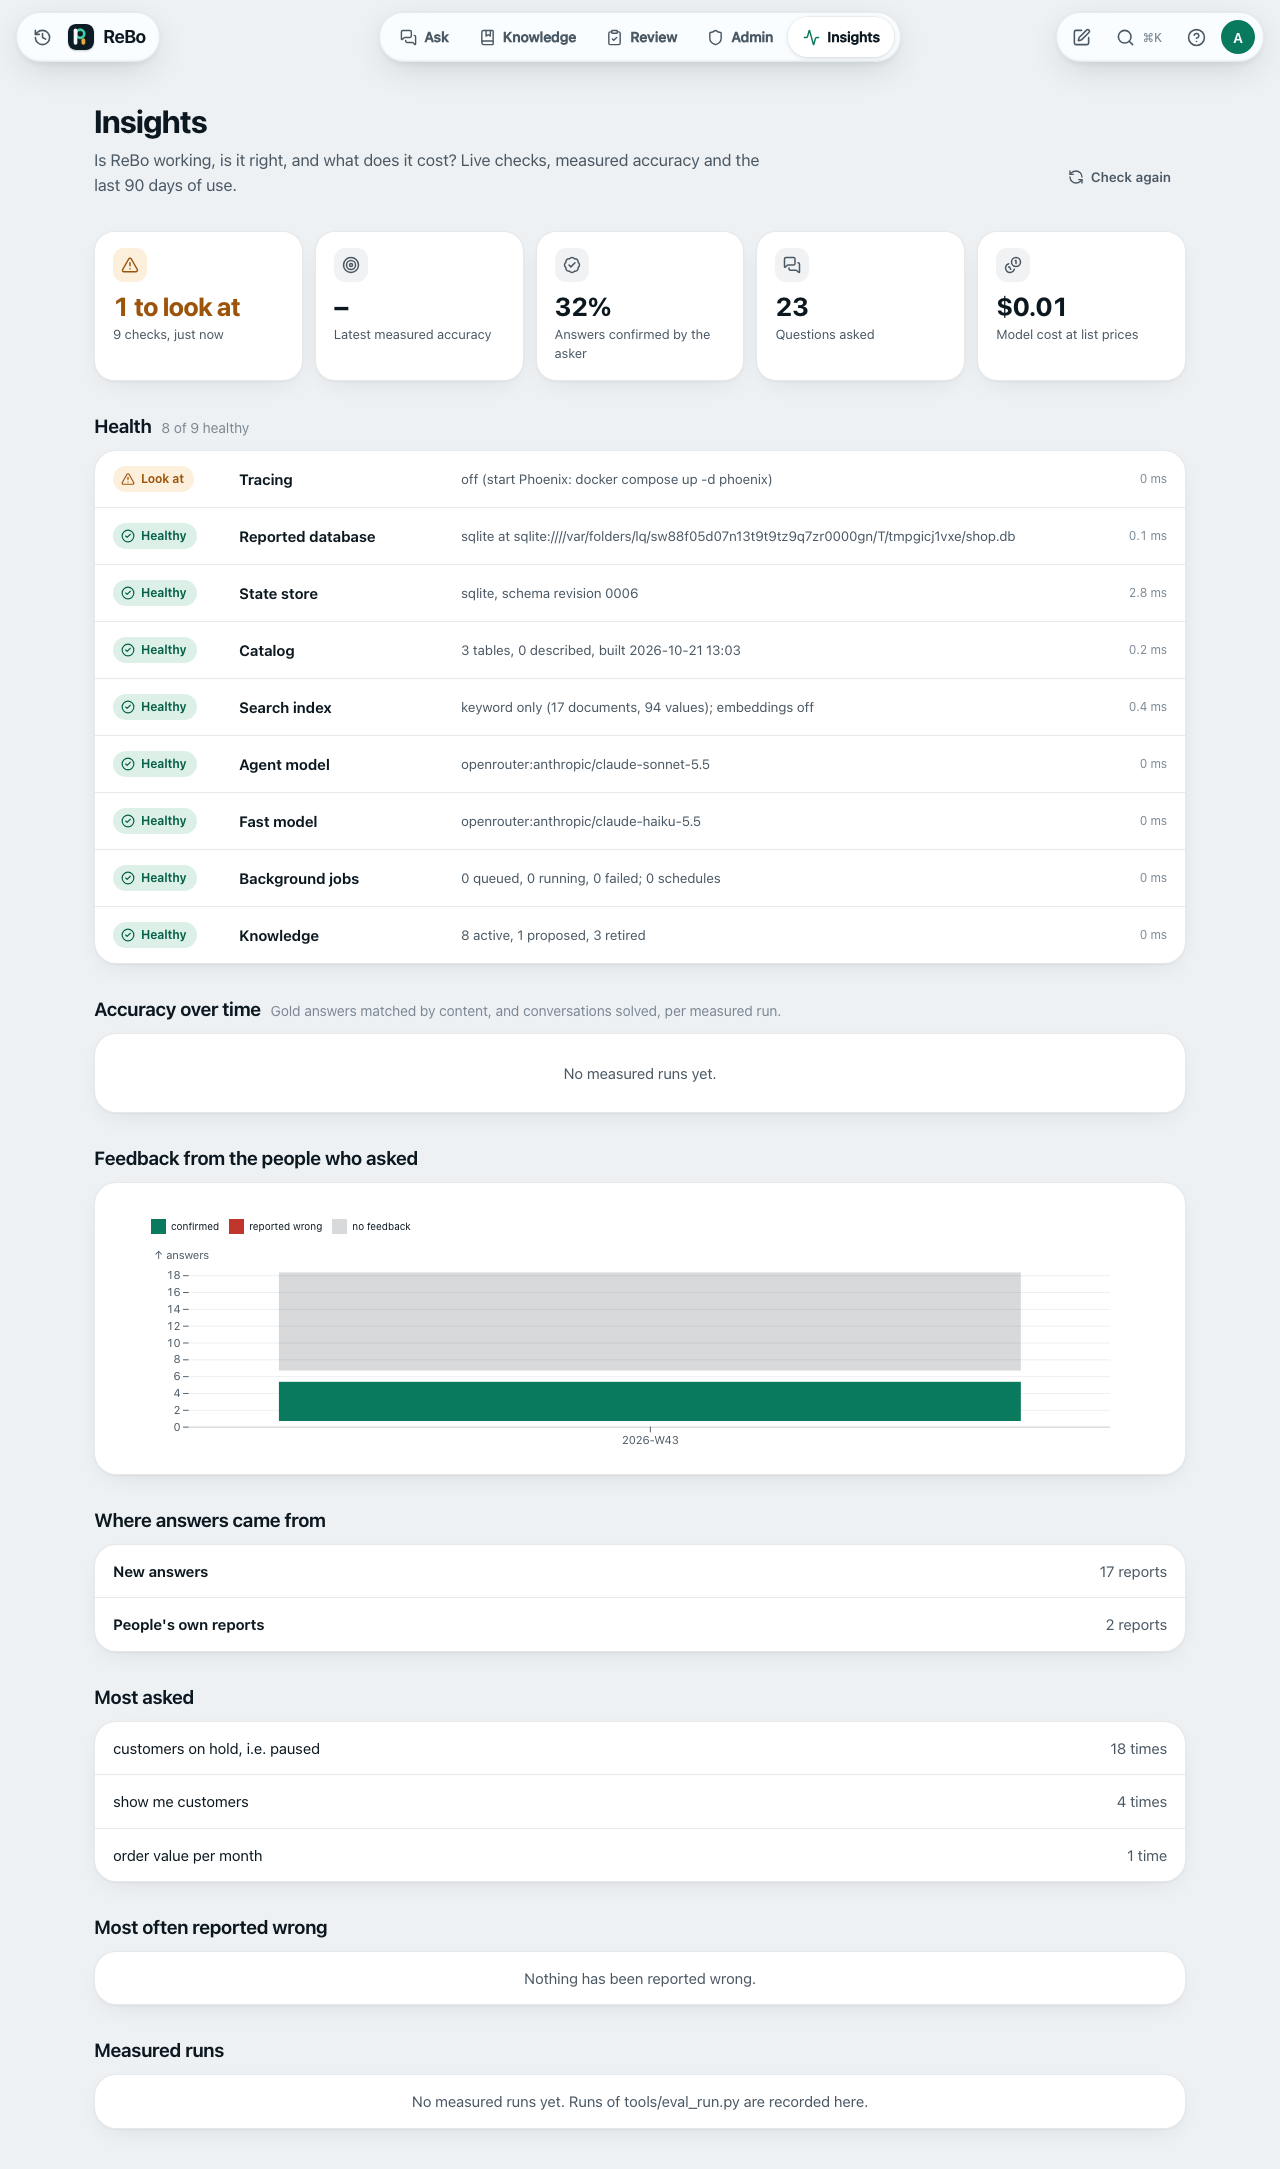 ReBo
Ask
Knowledge
Review
Admin
Insights
⌘K
A
Insights
Is ReBo working, is it right, and what does it cost? Live checks, measured accuracy and the
last 90 days of use.
Check again
1 to look at
9 checks, just now
–
Latest measured accuracy
32%
Answers confirmed by the
asker
23
Questions asked
$0.01
Model cost at list prices
Health 8 of 9 healthy
Look at Tracing off (start Phoenix: docker compose up -d phoenix) 0 ms
Healthy Reported database sqlite at sqlite:////var/folders/lq/sw88f05d07n13t9t9tz9q7zr0000gn/T/tmpgicj1vxe/shop.db 0.1 ms
Healthy State store sqlite, schema revision 0006 2.8 ms
Healthy Catalog 3 tables, 0 described, built 2026-10-21 13:03 0.2 ms
Healthy Search index keyword only (17 documents, 94 values); embeddings off 0.4 ms
Healthy Agent model openrouter:anthropic/claude-sonnet-5.5 0 ms
Healthy Fast model openrouter:anthropic/claude-haiku-5.5 0 ms
Healthy Background jobs 0 queued, 0 running, 0 failed; 0 schedules 0 ms
Healthy Knowledge 8 active, 1 proposed, 3 retired 0 ms
Accuracy over time Gold answers matched by content, and conversations solved, per measured run.
No measured runs yet.
Feedback from the people who asked
confirmed reported wrong no feedback
↑ answers
18
16
14
12
10
8
6
4
2
0
2026-W43
Where answers came from
New answers 17 reports
People's own reports 2 reports
Most asked
customers on hold, i.e. paused 18 times
show me customers 4 times
order value per month 1 time
Most often reported wrong
Nothing has been reported wrong.
Measured runs
No measured runs yet. Runs of tools/eval_run.py are recorded here.